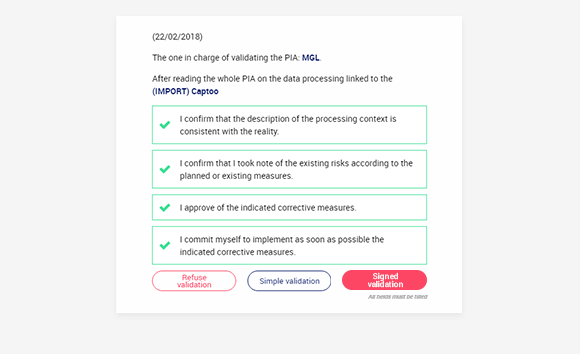 (22/02/2018)
The one in charge of validating the PIA: MGL.
After reading the whole PIA on the data processing linked to the
(IMPORT) Captoo
I confirm that the description of the processing context is
consistent with the reality.
I confirm that I took note of the existing risks according to the
planned or existing measures.
I approve of the indicated corrective measures.
I commit myself to implement as soon as possible the
indicated corrective measures.
Refuse
validation
Simple validation
Signed
validation
All fields must be filled